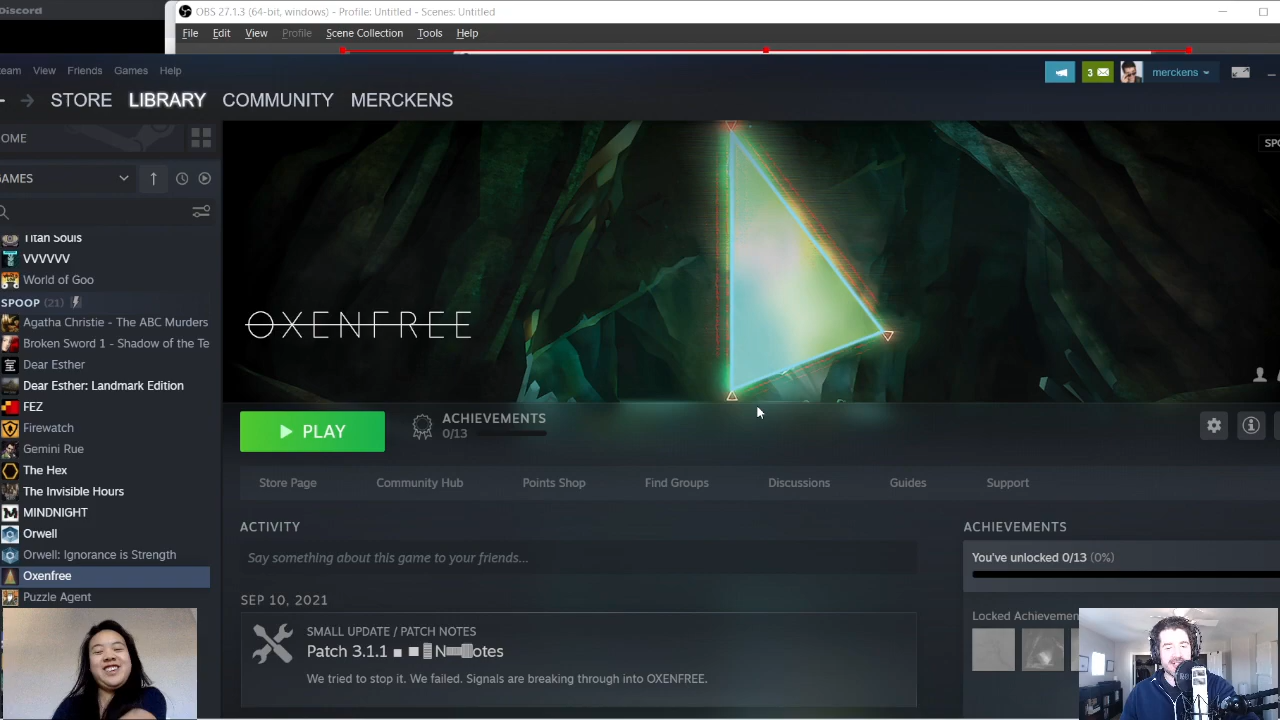 Discord
OBS 27.1.3 (64-bit, windows) - Profile: Untitled - Scenes: Untitled
File Edit View Profile Scene Collection Tools Help
eam View Friends Games Help
3 merckens
STORE LIBRARY COMMUNITY MERCKENS
OME
SPO
GAMES
Titan Souls
VVVVVV
World of Goo
SPOOP (21)
Agatha Christie - The ABC Murders
Broken Sword 1 - Shadow of the Te
Dear Esther
Dear Esther: Landmark Edition
FEZ
Firewatch
Gemini Rue
The Hex
The Invisible Hours
MINDNIGHT
Orwell
Orwell: Ignorance is Strength
Oxenfree
Puzzle Agent
OXENFREE
PLAY
ACHIEVEMENTS
0/13
Store Page Community Hub Points Shop Find Groups Discussions Guides Support
ACTIVITY
Say something about this game to your friends...
SEP 10, 2021
SMALL UPDATE / PATCH NOTES
Patch 3.1.1 ■ ■ ▓ N▒▒▓otes
We tried to stop it. We failed. Signals are breaking through into OXENFREE.
ACHIEVEMENTS
You've unlocked 0/13 (0%)
Locked Achievemen